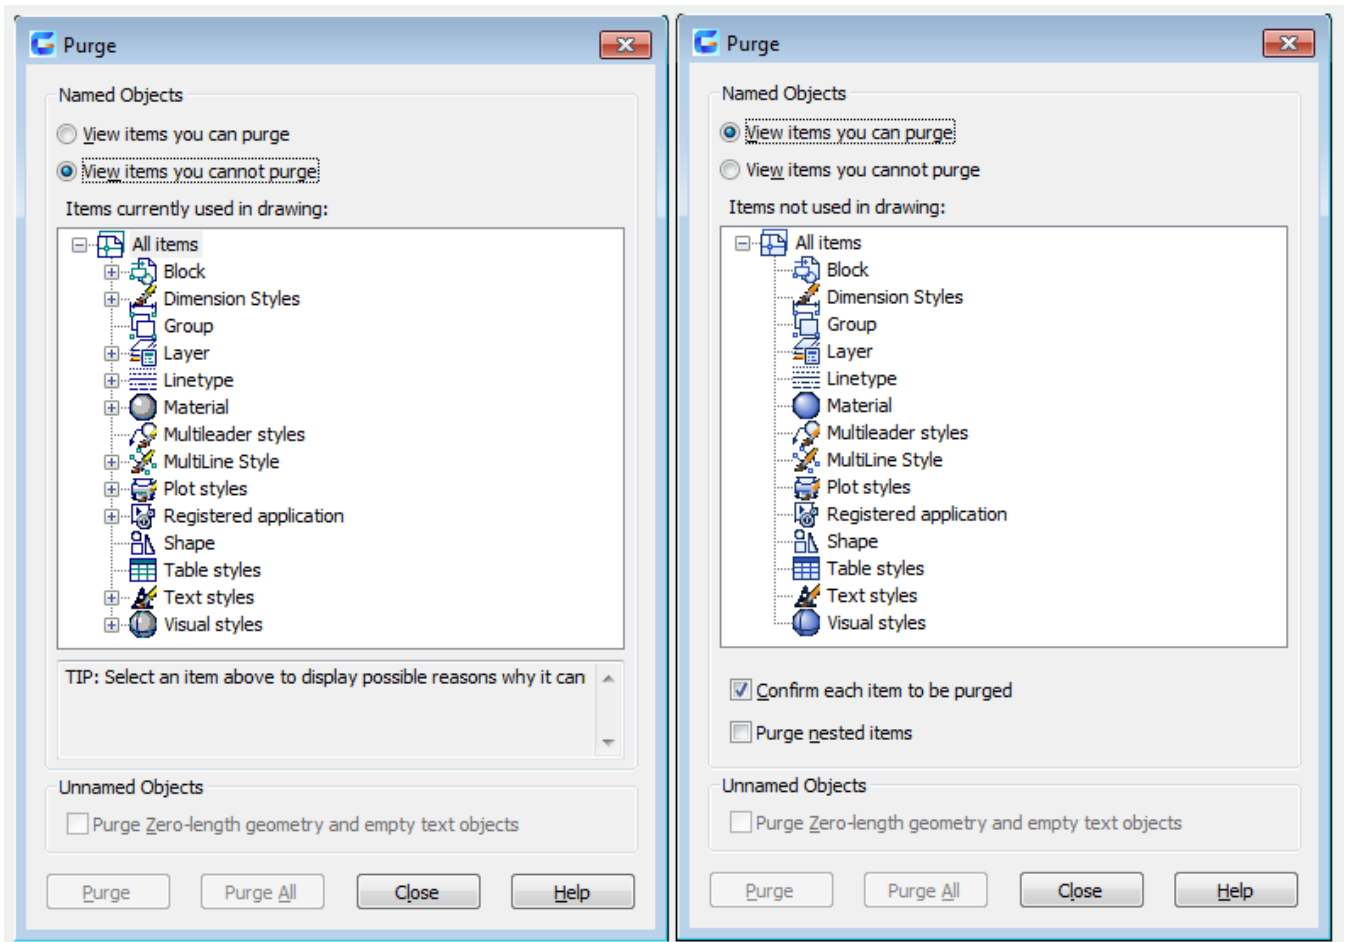 Purge
Named Objects
View items you can purge
View items you cannot purge
Items currently used in drawing:
All items
Block
Dimension Styles
Group
Layer
Linetype
Material
Multileader styles
MultiLine Style
Plot styles
Registered application
Shape
Table styles
Text styles
Visual styles
TIP: Select an item above to display possible reasons why it can
Unnamed Objects
Purge Zero-length geometry and empty text objects
Purge
Purge All
Close
Help
Purge
Named Objects
View items you can purge
View items you cannot purge
Items not used in drawing:
All items
Block
Dimension Styles
Group
Layer
Linetype
Material
Multileader styles
MultiLine Style
Plot styles
Registered application
Shape
Table styles
Text styles
Visual styles
Confirm each item to be purged
Purge nested items
Unnamed Objects
Purge Zero-length geometry and empty text objects
Purge
Purge All
Close
Help